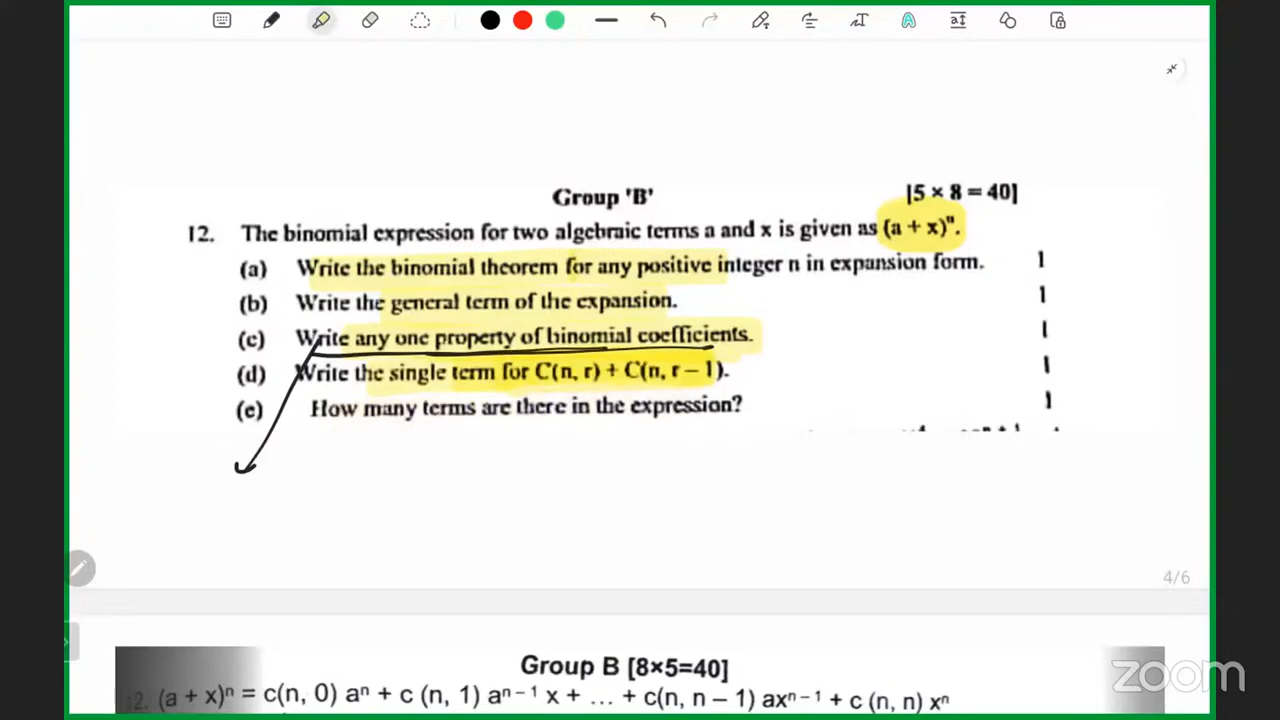 Group 'B' [5 × 8 = 40]
12. The binomial expression for two algebraic terms a and x is given as (a + x)ⁿ.
(a) Write the binomial theorem for any positive integer n in expansion form. 1
(b) Write the general term of the expansion. 1
(c) Write any one property of binomial coefficients. 1
(d) Write the single term for C(n, r) + C(n, r – 1). 1
(e) How many terms are there in the expression? 1
4/6
Group B [8×5=40]
2. (a + x)ⁿ = c(n, 0) aⁿ + c (n, 1) aⁿ⁻¹ x + ... + c(n, n – 1) axⁿ⁻¹ + c (n, n) xⁿ
zoom